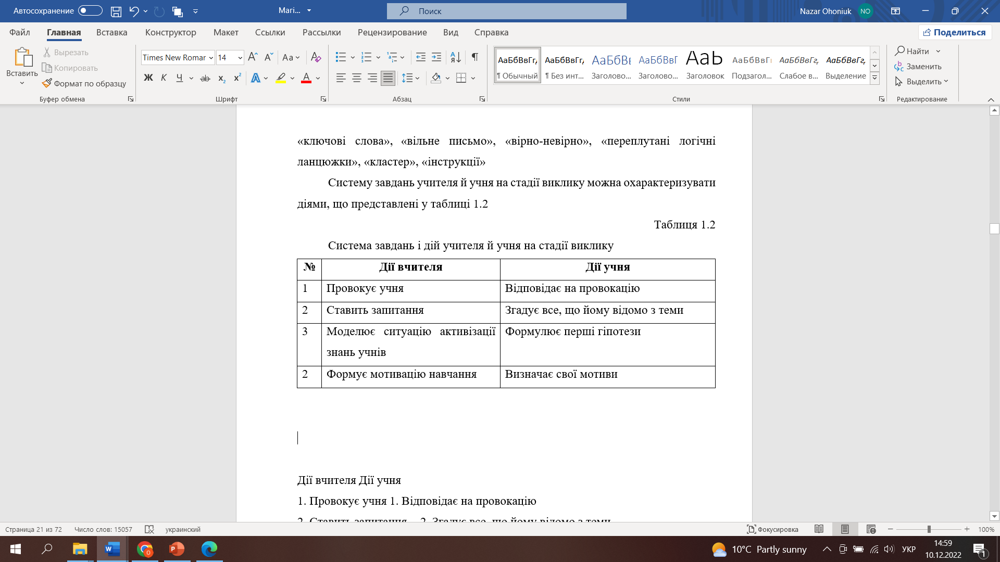 Автосохранение
Магі...
Поиск
Nazar Ohoniuk
NO
Файл
Главная
Вставка
Конструктор
Макет
Ссылки
Рассылки
Рецензирование
Вид
Справка
Поделиться
Вставить
Вырезать
Копировать
Формат по образцу
Буфер обмена
Times New Romar
14
Шрифт
Абзац
АаБбВвГгд
¶ Обычный
АаБбВвГгд
¶ Без инт...
АаБбВв
Заголово...
АаБбВвГ
Заголово...
АаЬ
Заголовок
АаБбВвГг
Подзагол...
АаБбВвГг,
Слабое в...
АаБбВвГг,
Выделение
Стили
Найти
Заменить
Выделить
Редактирование
«ключові слова», «вільне письмо», «вірно-невірно», «переплутані логічні
ланцюжки», «кластер», «інструкції»
Систему завдань учителя й учня на стадії виклику можна охарактеризувати
діями, що представлені у таблиці 1.2
Таблиця 1.2
Система завдань і дій учителя й учня на стадії виклику
№ Дії вчителя Дії учня
1 Провокує учня Відповідає на провокацію
2 Ставить запитання Згадує все, що йому відомо з теми
3 Моделює ситуацію активізації Формулює перші гіпотези
знань учнів
2 Формує мотивацію навчання Визначає свої мотиви
Дії вчителя Дії учня
1. Провокує учня 1. Відповідає на провокацію
2. Ставить запитання 2. Згадує все, що йому відомо з теми
Страница 21 из 72
Число слов: 15057
украинский
Фокусировка
100%
10°C Partly sunny
УКР
14:59
10.12.2022
1